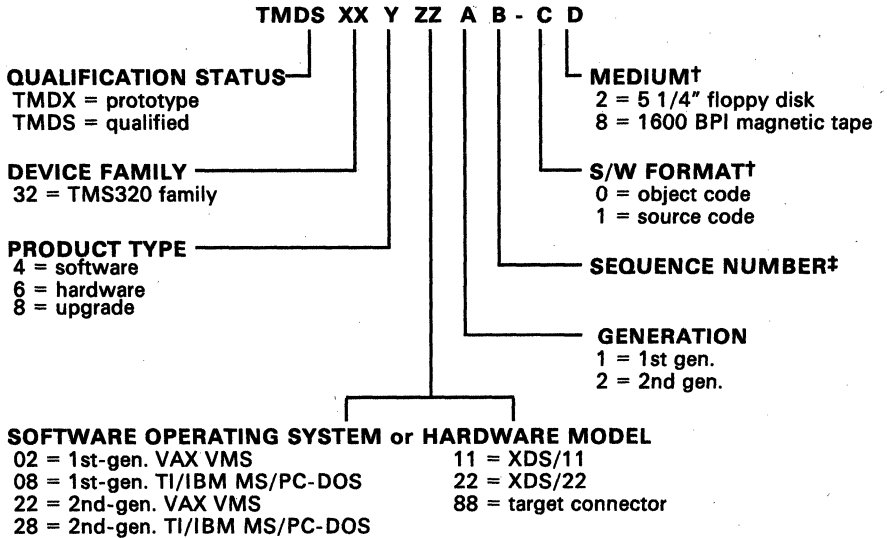 TMDS XX Y ZZ A B - C D
QUALIFICATION STATUS
TMDX = prototype
TMDS = qualified
DEVICE FAMILY
32 = TMS320 family
PRODUCT TYPE
4 = software
6 = hardware
8 = upgrade
MEDIUM†
2 = 5 1/4" floppy disk
8 = 1600 BPI magnetic tape
S/W FORMAT†
0 = object code
1 = source code
SEQUENCE NUMBER‡
GENERATION
1 = 1st gen.
2 = 2nd gen.
SOFTWARE OPERATING SYSTEM or HARDWARE MODEL
02 = 1st-gen. VAX VMS
08 = 1st-gen. TI/IBM MS/PC-DOS
22 = 2nd-gen. VAX VMS
28 = 2nd-gen. TI/IBM MS/PC-DOS
11 = XDS/11
22 = XDS/22
88 = target connector